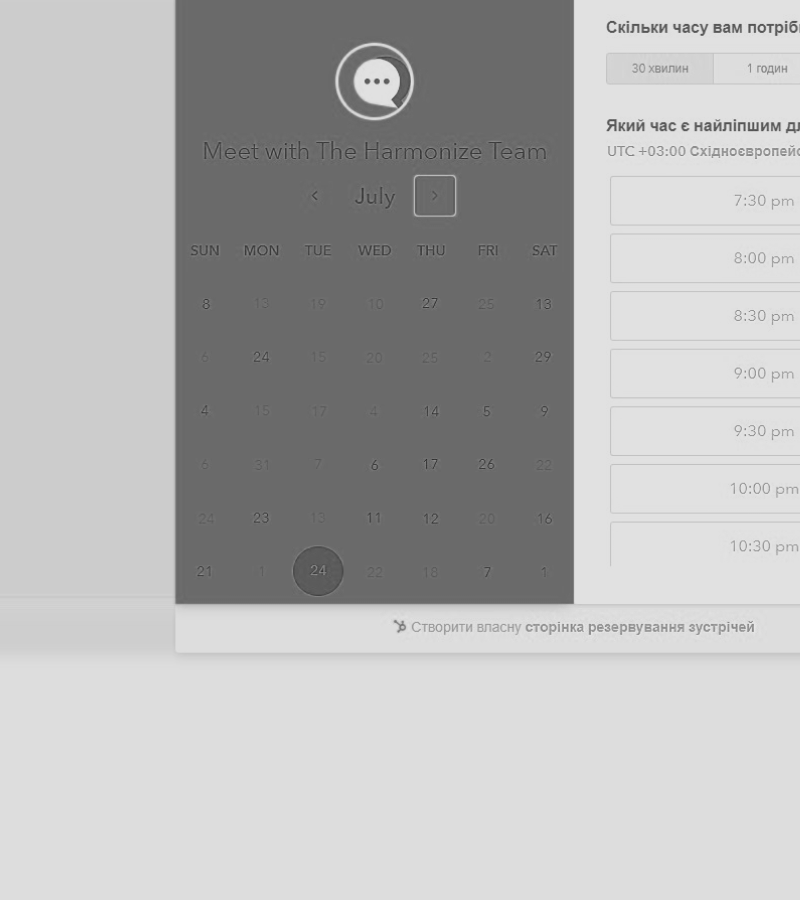 Скільки часу вам потріб
30 хвилин 1 годин
Meet with The Harmonize Team
July
SUN MON TUE WED THU FRI SAT
8 13 19 10 27 25 13
6 24 15 20 25 2 29
4 15 17 4 14 5 9
6 31 7 6 17 26 22
24 23 13 11 12 20 16
21 1 24 22 18 7 1
Який час є найліпшим дл
UTC +03:00 Східноєвропейс
7:30 pm
8:00 pm
8:30 pm
9:00 pm
9:30 pm
10:00 pm
10:30 pm
Створити власну сторінка резервування зустрічей